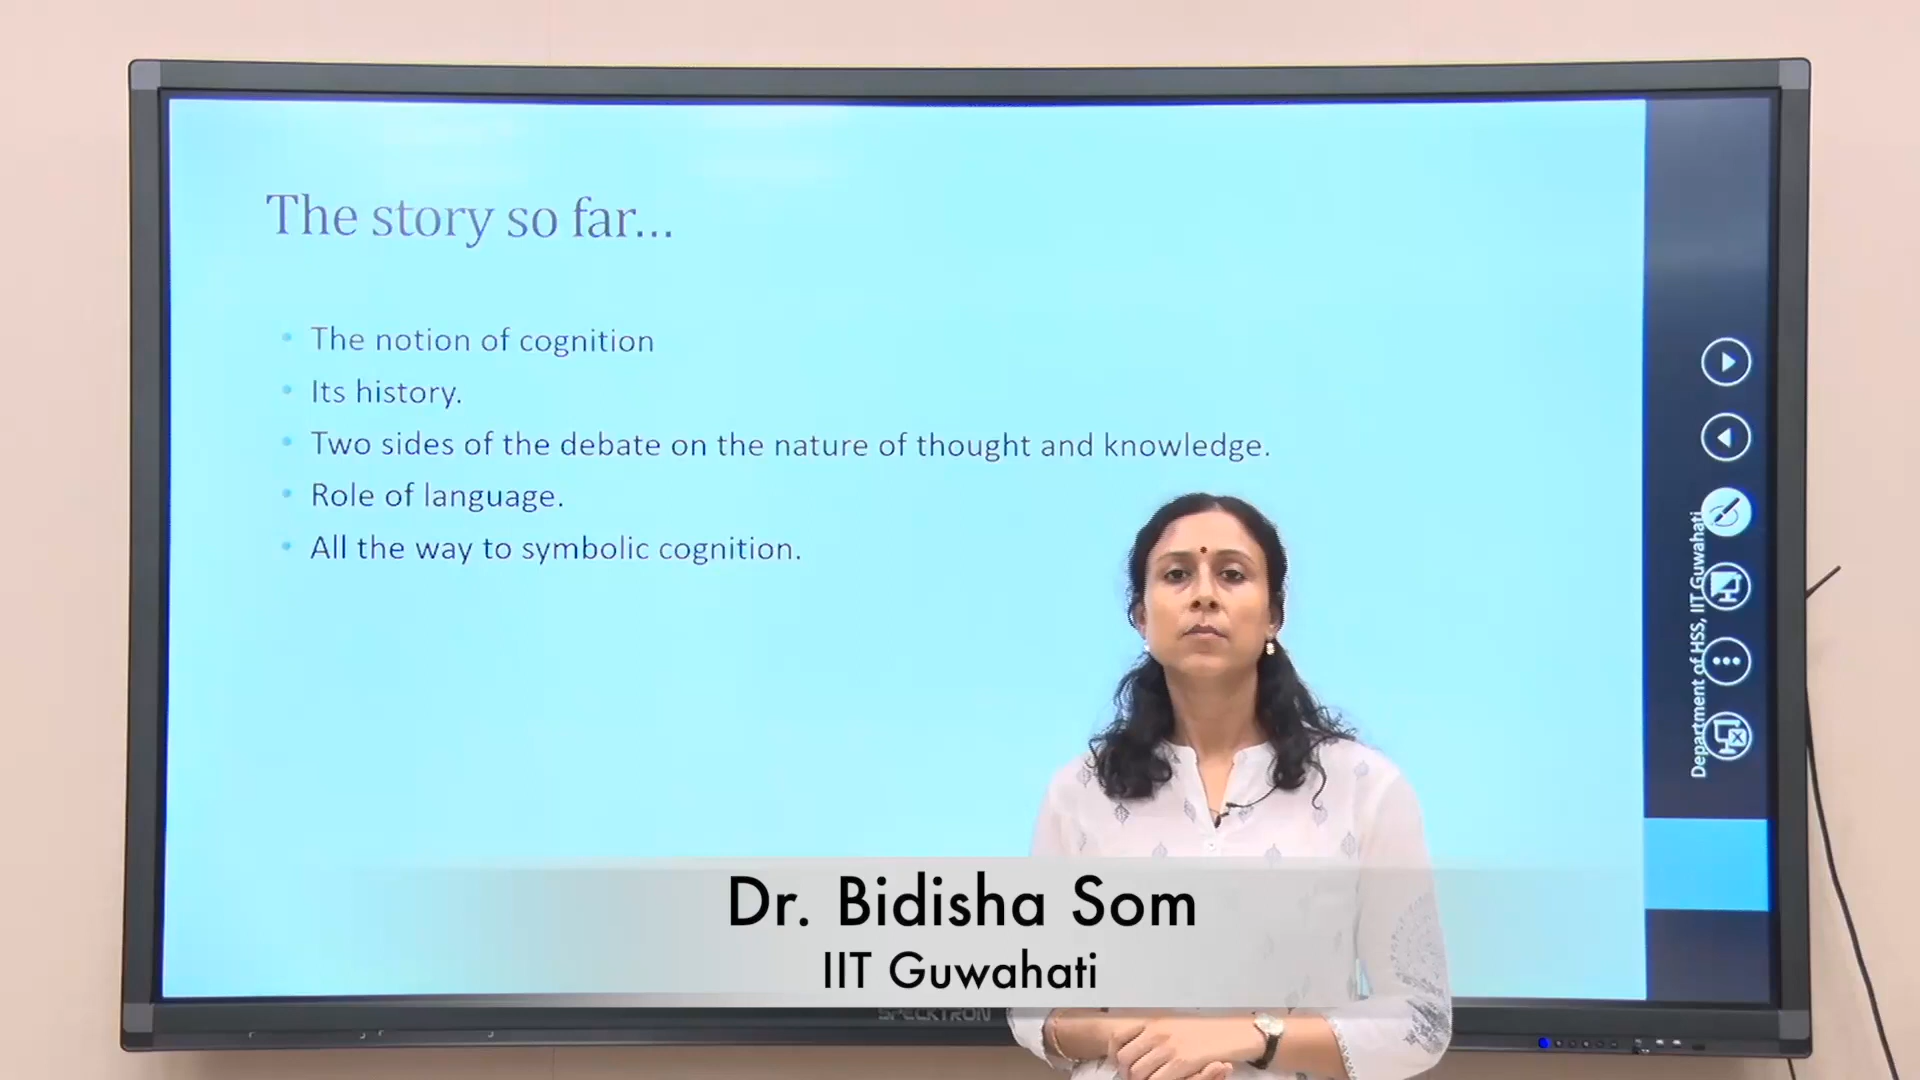 The story so far...
The notion of cognition
Its history.
Two sides of the debate on the nature of thought and knowledge.
Role of language.
All the way to symbolic cognition.
Department of HSS, IIT Guwahati
Dr. Bidisha Som
IIT Guwahati
SPECKTRON